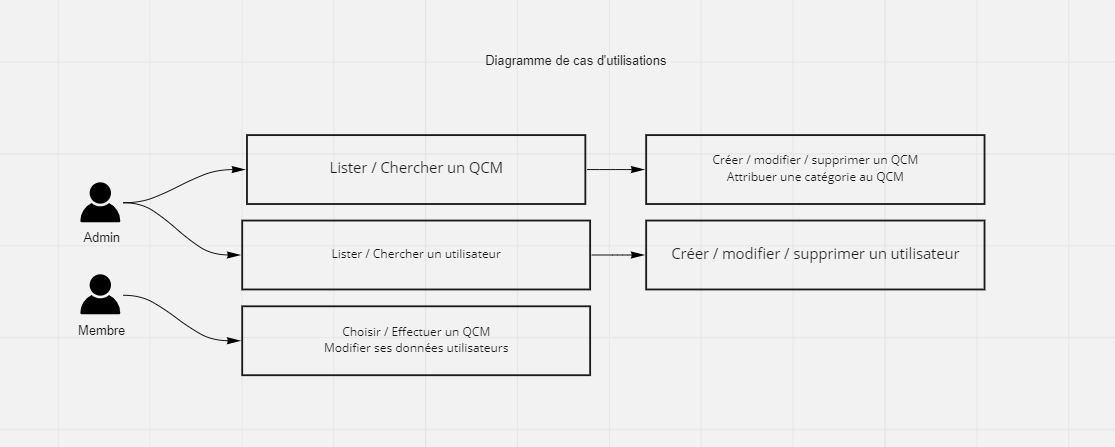 Diagramme de cas d'utilisations
Lister / Chercher un QCM
Créer / modifier / supprimer un QCM
Attribuer une catégorie au QCM
Admin
Lister / Chercher un utilisateur
Créer / modifier / supprimer un utilisateur
Membre
Choisir / Effectuer un QCM
Modifier ses données utilisateurs